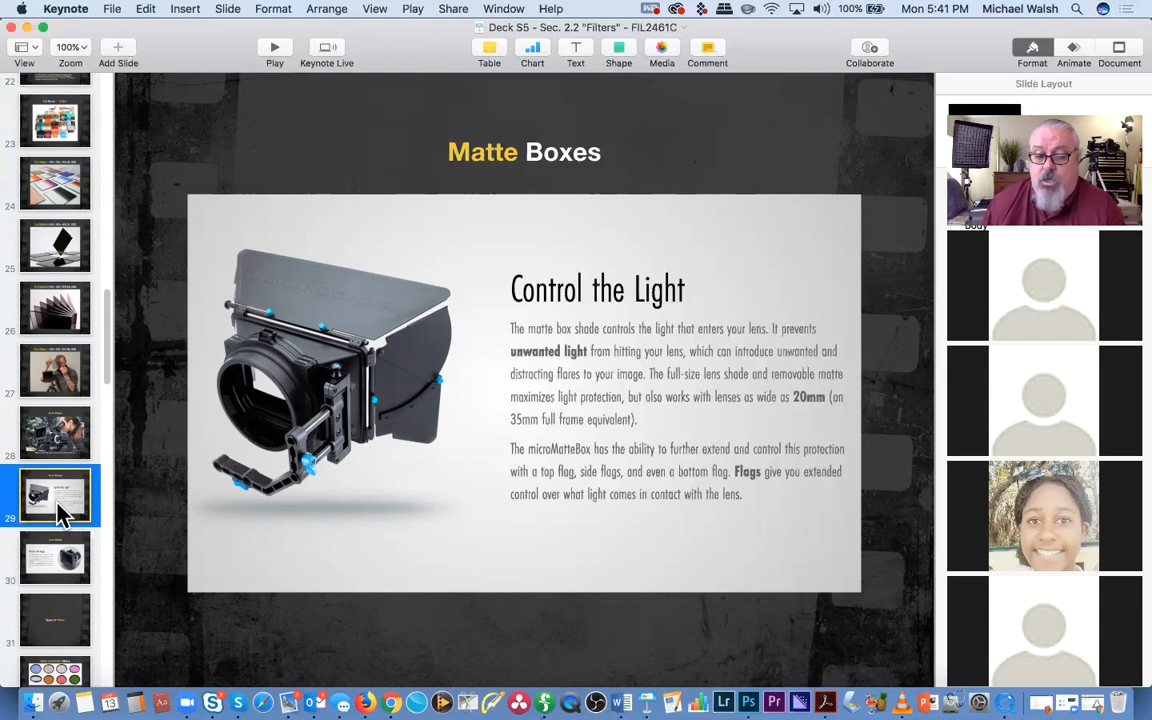 Keynote File Edit Insert Slide Format Arrange View Play Share Window Help 100% Mon 5:41 PM Michael Walsh
Deck S5 - Sec. 2.2 "Filters" - FIL2461C
100%
View Zoom Add Slide Play Keynote Live Table Chart Text Shape Media Comment Collaborate Format Animate Document
Slide Layout
22
23
24
25
26
27
28
29
30
31
Matte Boxes
Control the Light
The matte box shade controls the light that enters your lens. It prevents
unwanted light from hitting your lens, which can introduce unwanted and
distracting flares to your image. The full-size lens shade and removable matte
maximizes light protection, but also works with lenses as wide as 20mm (on
35mm full frame equivalent).
The microMatteBox has the ability to further extend and control this protection
with a top flag, side flags, and even a bottom flag. Flags give you extended
control over what light comes in contact with the lens.
Body
Types of Filters